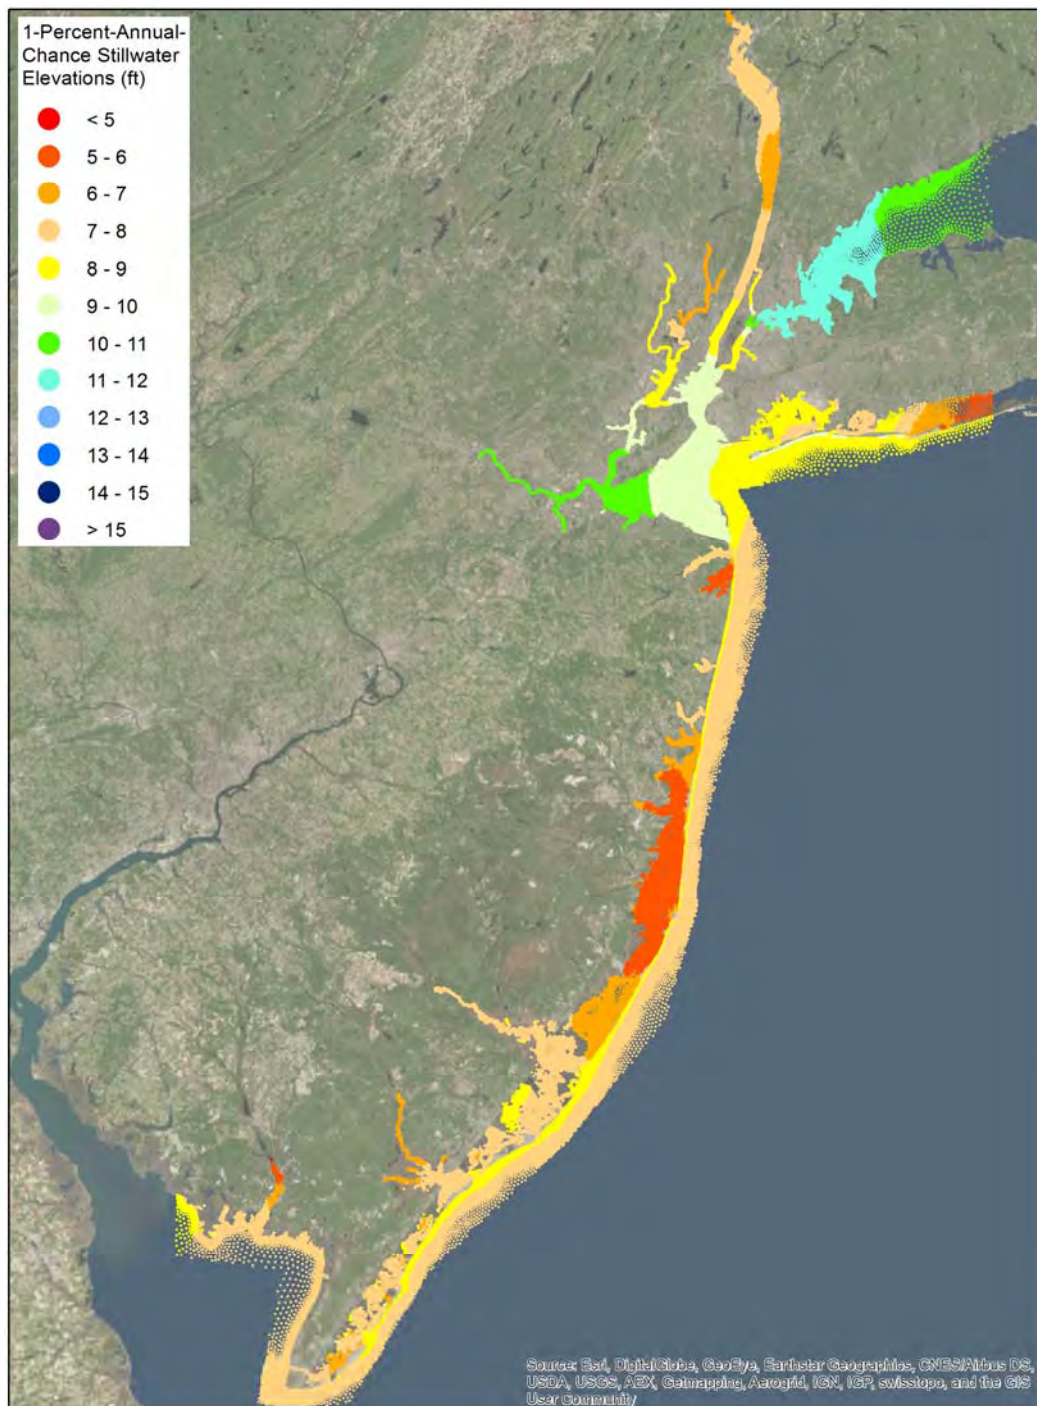 1-Percent-Annual-
Chance Stillwater
Elevations (ft)
< 5
5 - 6
6 - 7
7 - 8
8 - 9
9 - 10
10 - 11
11 - 12
12 - 13
13 - 14
14 - 15
> 15
Source: Esri, DigitalGlobe, GeoEye, Earthstar Geographics, CNES/Airbus DS,
USDA, USGS, AEX, Getmapping, Aerogrid, IGN, IGP, swisstopo, and the GIS
User Community